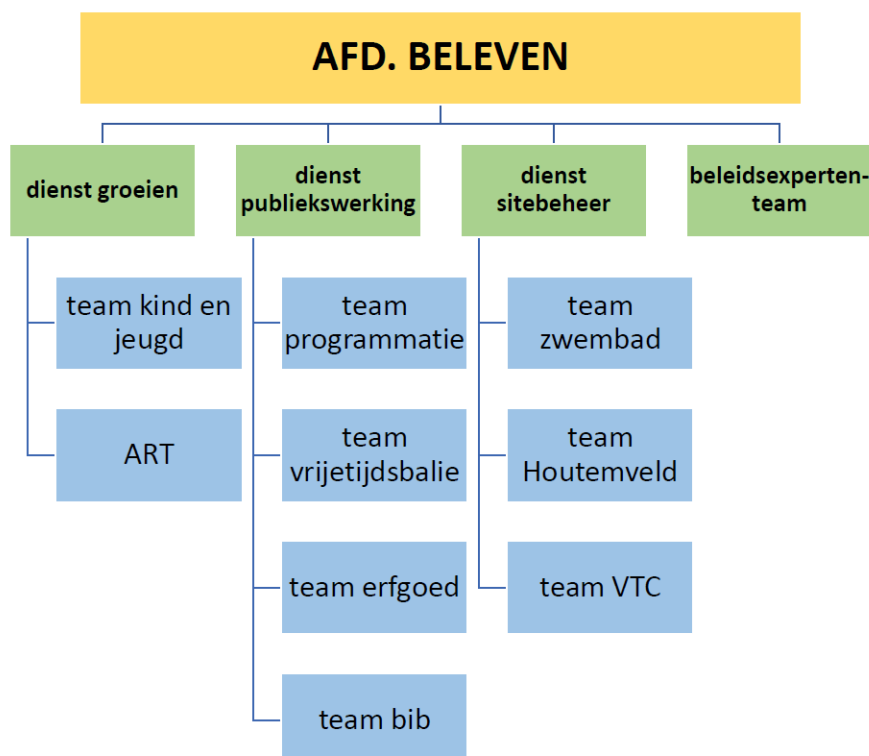 AFD. BELEVEN
dienst groeien
dienst
publiekswerking
dienst
sitebeheer
beleidsexperten-
team
team kind en
jeugd
ART
team
programmatie
team
vrijetijdsbalie
team erfgoed
team bib
team
zwembad
team
Houtemveld
team VTC